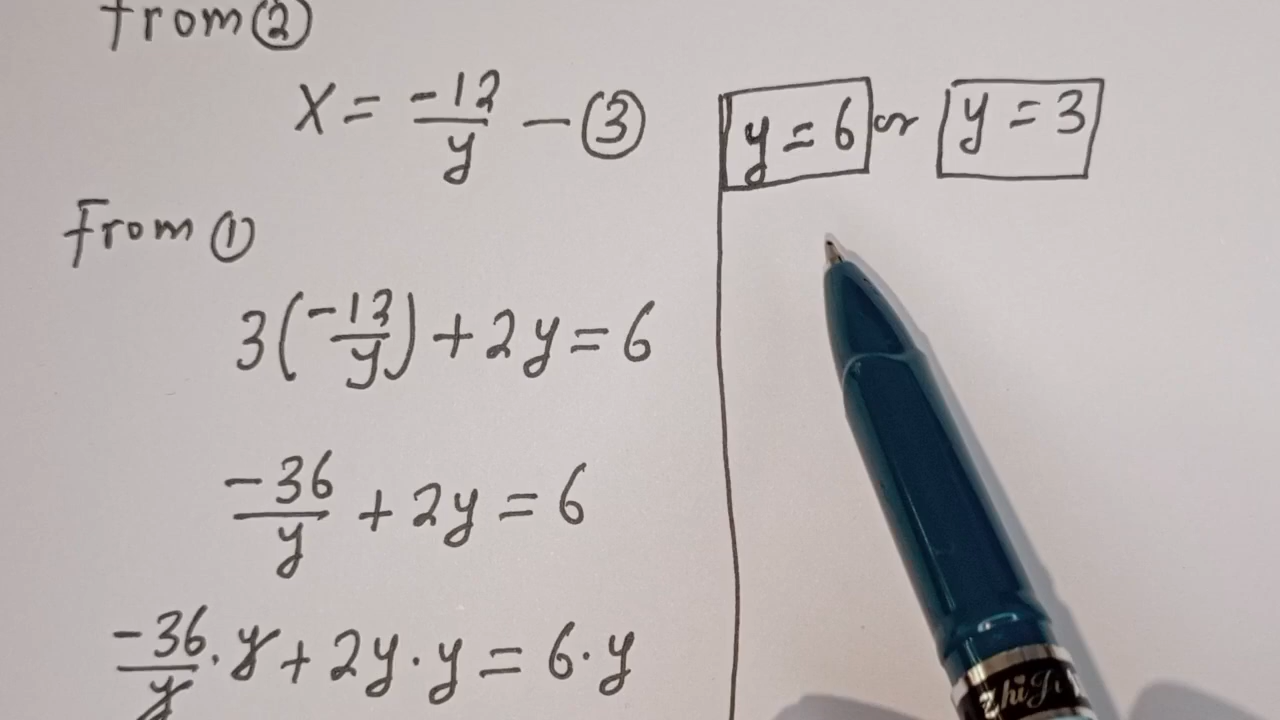 From ②
x = -12/y - ③
From ①
3(-12/y) + 2y = 6
-36/y + 2y = 6
-36/y · y + 2y · y = 6 · y
y = 6 or y = 3